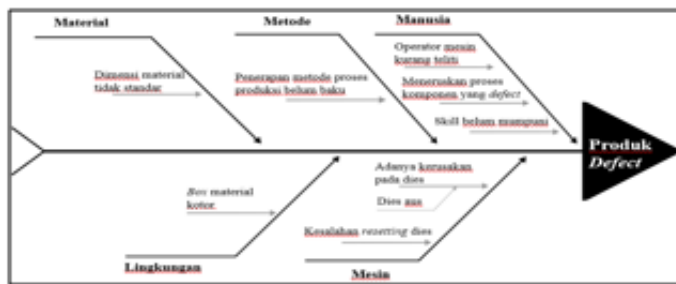 Material
Metode
Manusia
Operator mesin
kurang teliti
Dimensi material
tidak standar
Penerapan metode proses
produksi belum baku
Meneruskan proses
komponen yang defect
Skill belum mumpuni
Produk
Defect
Adanya kerusakan
pada dies
Box material
kotor
Dies aus
Kesalahan resetting dies
Lingkungan
Mesin